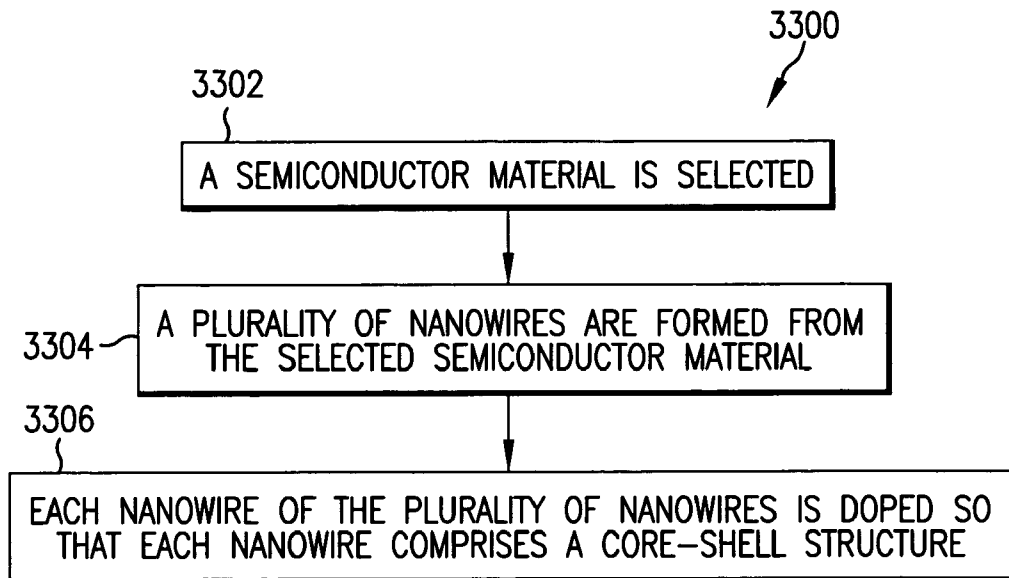 3300
3302
A SEMICONDUCTOR MATERIAL IS SELECTED
3304
A PLURALITY OF NANOWIRES ARE FORMED FROM
THE SELECTED SEMICONDUCTOR MATERIAL
3306
EACH NANOWIRE OF THE PLURALITY OF NANOWIRES IS DOPED SO
THAT EACH NANOWIRE COMPRISES A CORE–SHELL STRUCTURE